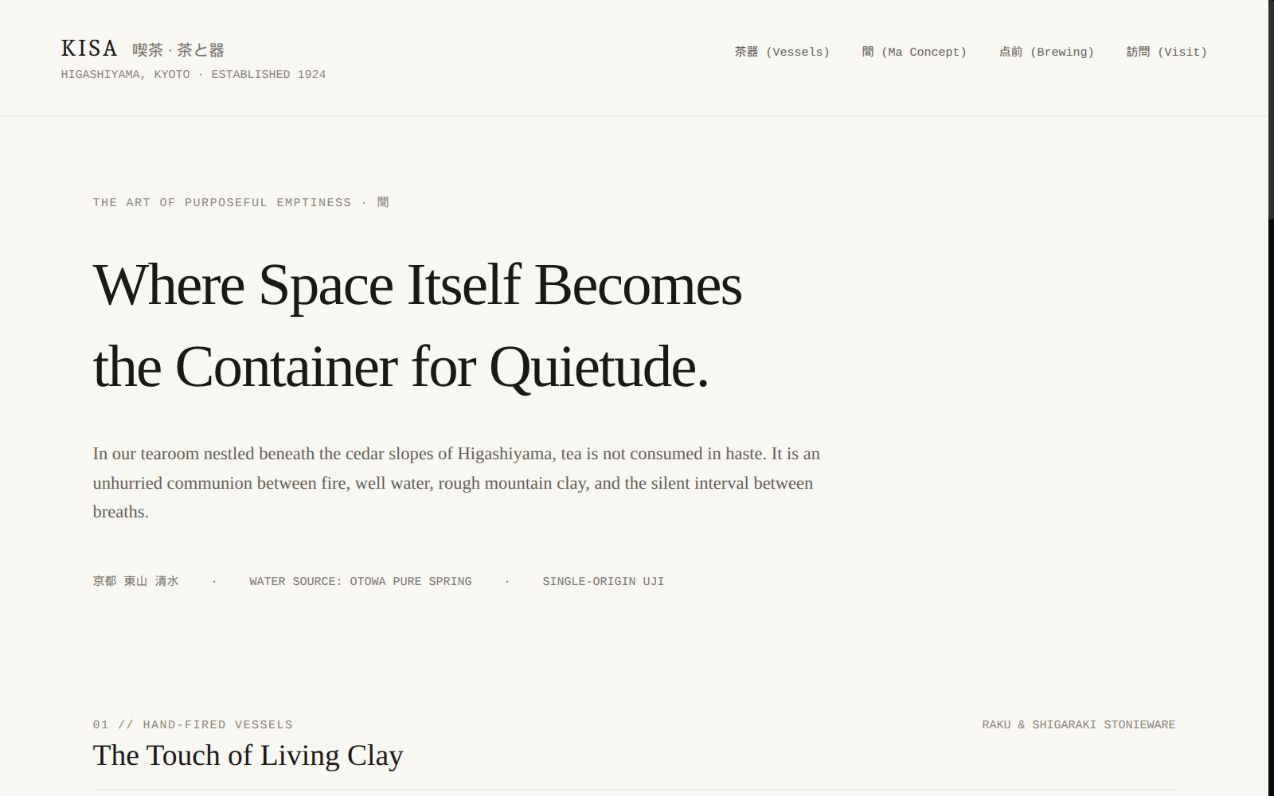 KISA 喫茶 · 茶と器
HIGASHIYAMA, KYOTO · ESTABLISHED 1924
茶器 (Vessels) 間 (Ma Concept) 点前 (Brewing) 訪問 (Visit)
THE ART OF PURPOSEFUL EMPTINESS · 間
Where Space Itself Becomes
the Container for Quietude.
In our tearoom nestled beneath the cedar slopes of Higashiyama, tea is not consumed in haste. It is an
unhurried communion between fire, well water, rough mountain clay, and the silent interval between
breaths.
京都 東山 清水 · WATER SOURCE: OTOWA PURE SPRING · SINGLE-ORIGIN UJI
01 // HAND-FIRED VESSELS
RAKU & SHIGARAKI STONIEWARE
The Touch of Living Clay